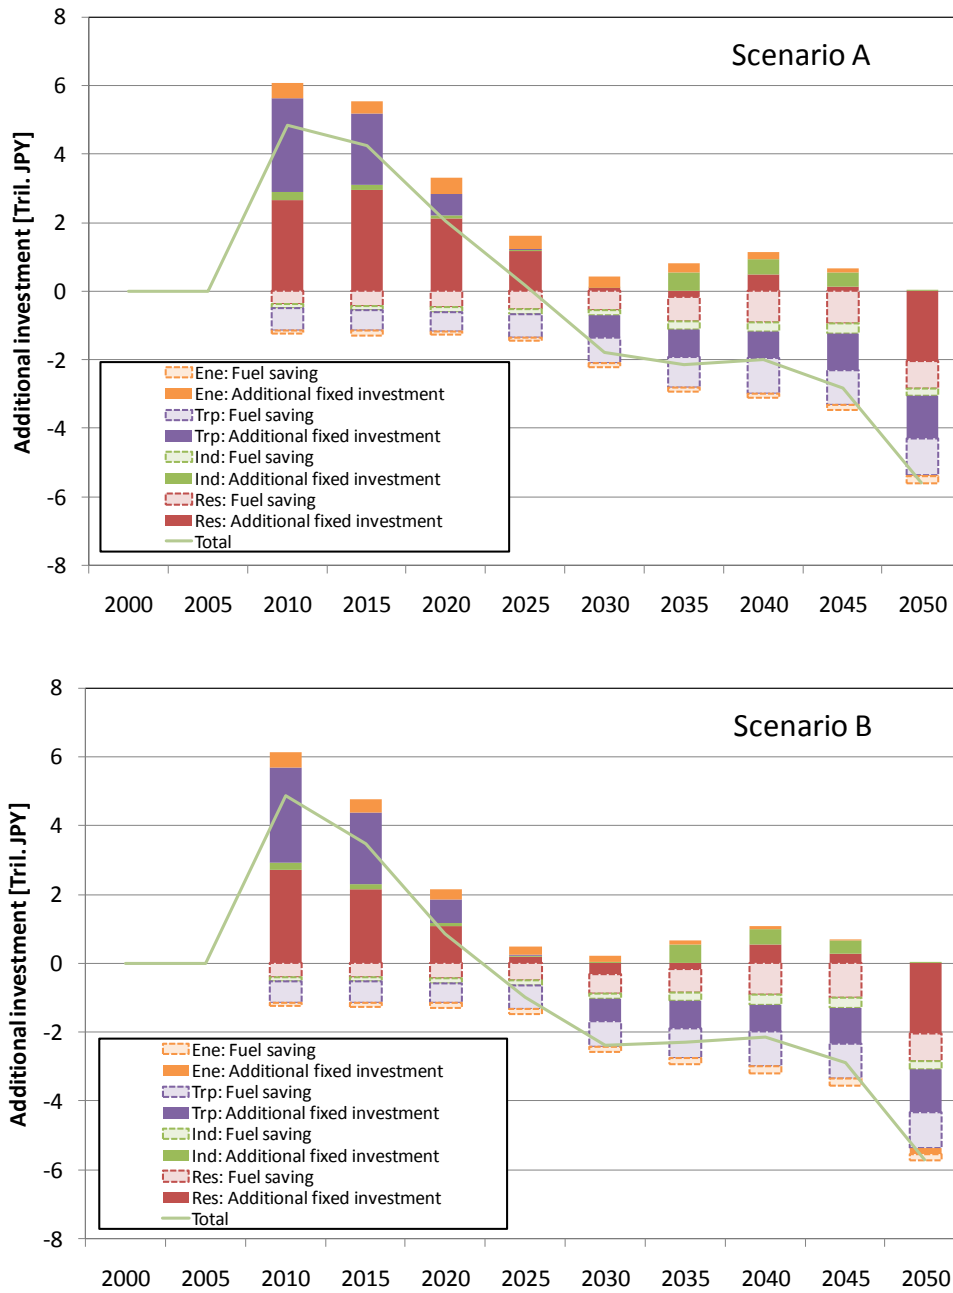 Scenario A
Additional investment [Tril. JPY]
8
6
4
2
0
-2
-4
-6
-8
Ene: Fuel saving
Ene: Additional fixed investment
Trp: Fuel saving
Trp: Additional fixed investment
Ind: Fuel saving
Ind: Additional fixed investment
Res: Fuel saving
Res: Additional fixed investment
Total
2000 2005 2010 2015 2020 2025 2030 2035 2040 2045 2050
Scenario B
Additional investment [Tril. JPY]
8
6
4
2
0
-2
-4
-6
-8
Ene: Fuel saving
Ene: Additional fixed investment
Trp: Fuel saving
Trp: Additional fixed investment
Ind: Fuel saving
Ind: Additional fixed investment
Res: Fuel saving
Res: Additional fixed investment
Total
2000 2005 2010 2015 2020 2025 2030 2035 2040 2045 2050